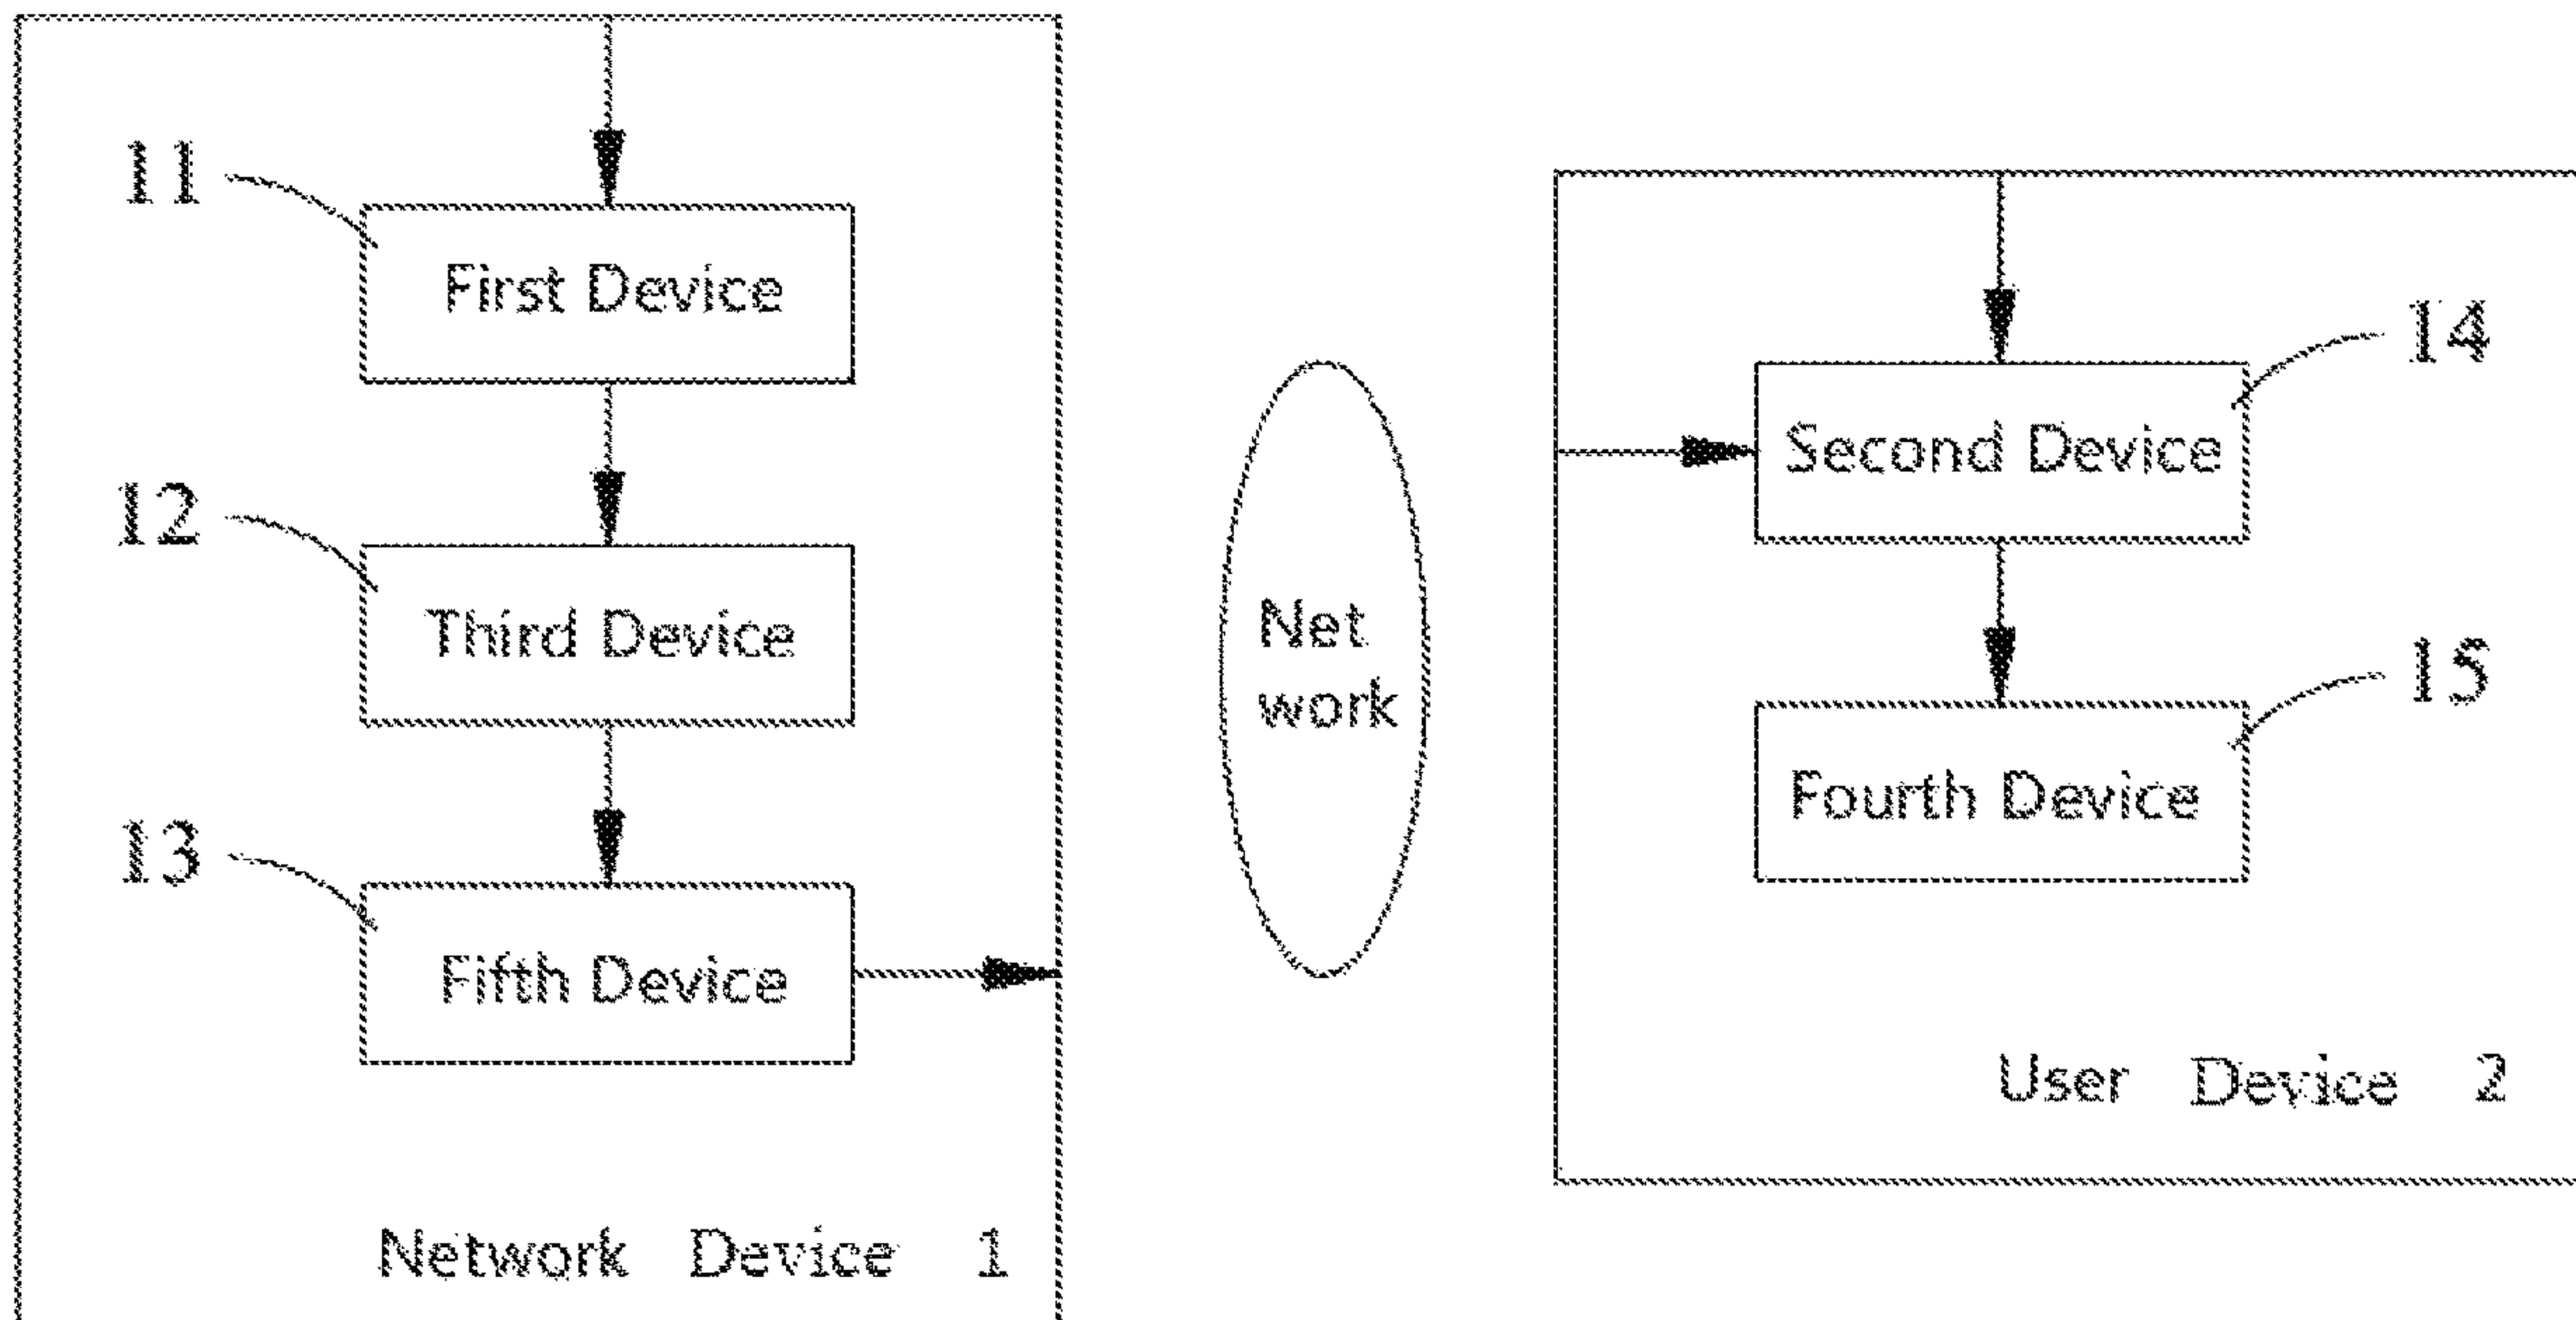 11
First Device
12
Third Device
13
Fifth Device
Network Device 1
Net
work
14
Second Device
15
Fourth Device
User Device 2